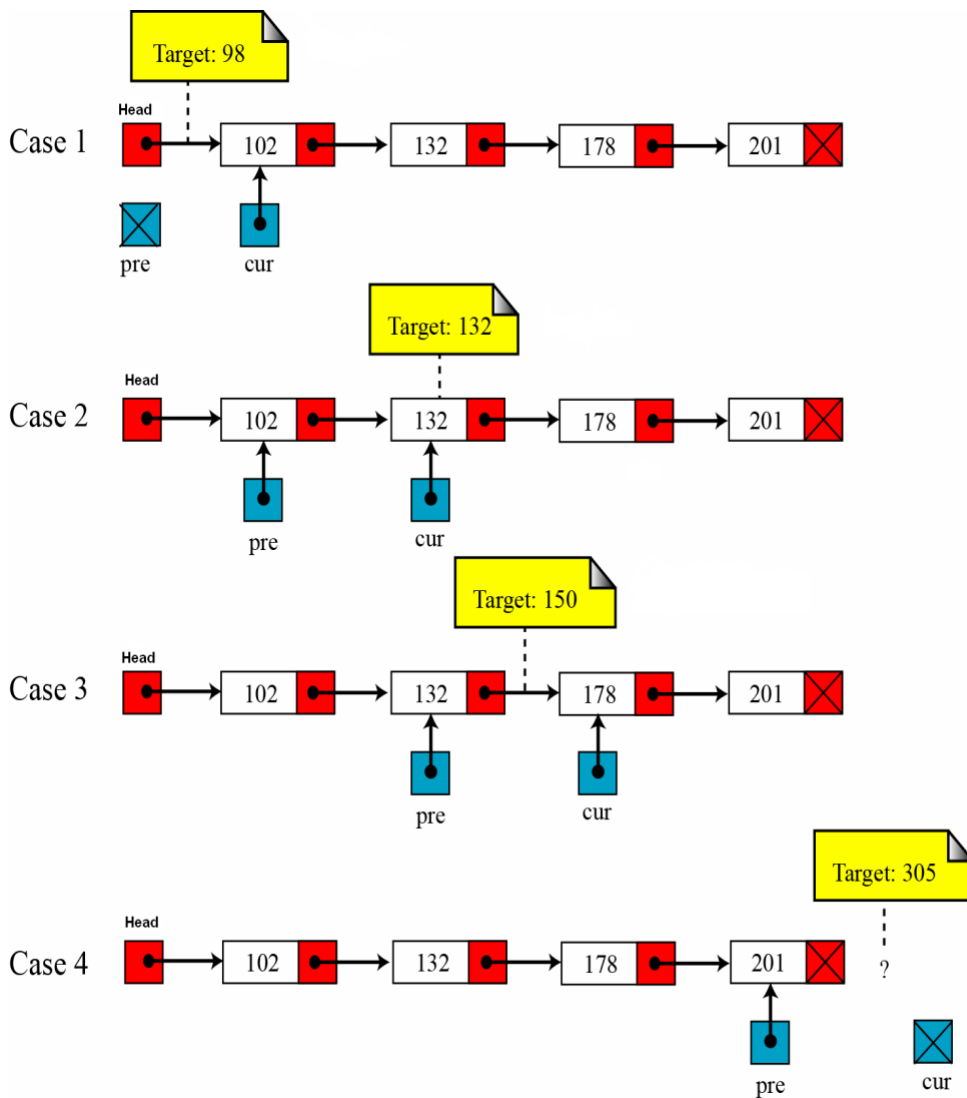 Target: 98
Head
Case 1
102
132
178
201
pre
cur
Target: 132
Head
Case 2
102
132
178
201
pre
cur
Target: 150
Head
Case 3
102
132
178
201
pre
cur
Target: 305
Head
Case 4
102
132
178
201
?
pre
cur